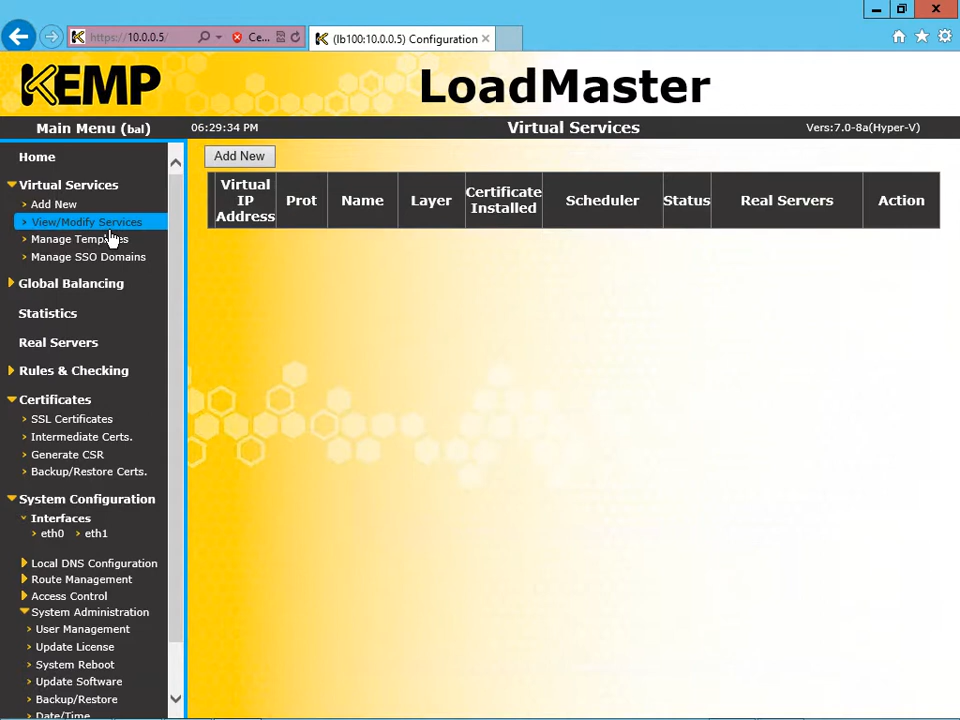 https://10.0.0.5/
Ce...
(lb100:10.0.0.5) Configuration
KEMP
LoadMaster
Main Menu (bal)
06:29:34 PM
Virtual Services
Vers:7.0-8a(Hyper-V)
Home
Virtual Services
Add New
View/Modify Services
Manage Templates
Manage SSO Domains
Global Balancing
Statistics
Real Servers
Rules & Checking
Certificates
SSL Certificates
Intermediate Certs.
Generate CSR
Backup/Restore Certs.
System Configuration
Interfaces
eth0 eth1
Local DNS Configuration
Route Management
Access Control
System Administration
User Management
Update License
System Reboot
Update Software
Backup/Restore
Date/Time
Add New
Virtual IP Address Prot Name Layer Certificate Installed Scheduler Status Real Servers Action